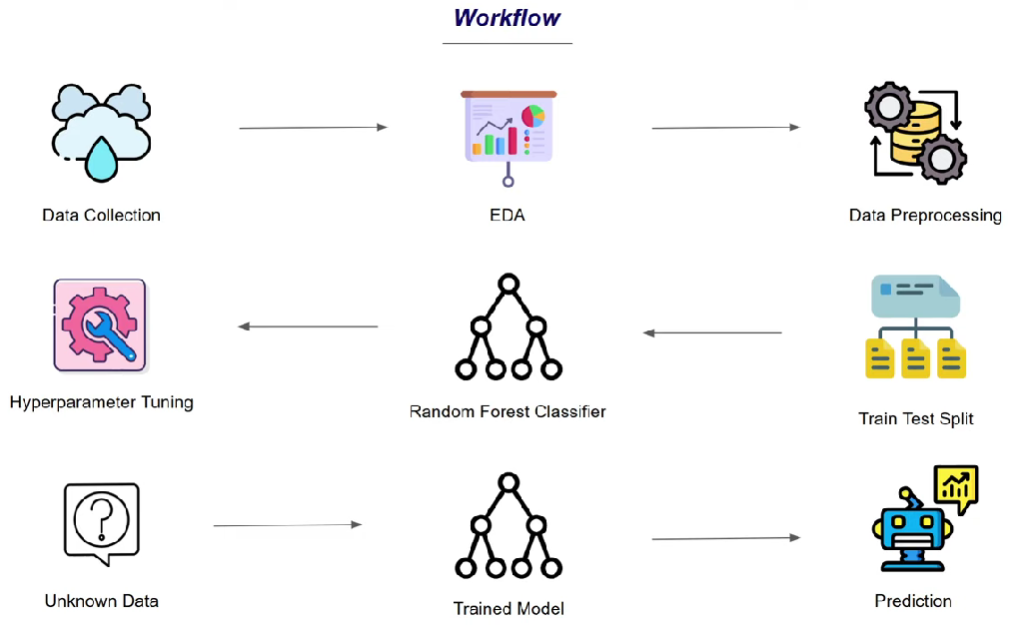 Workflow
Data Collection
EDA
Data Preprocessing
Hyperparameter Tuning
Random Forest Classifier
Train Test Split
Unknown Data
Trained Model
Prediction